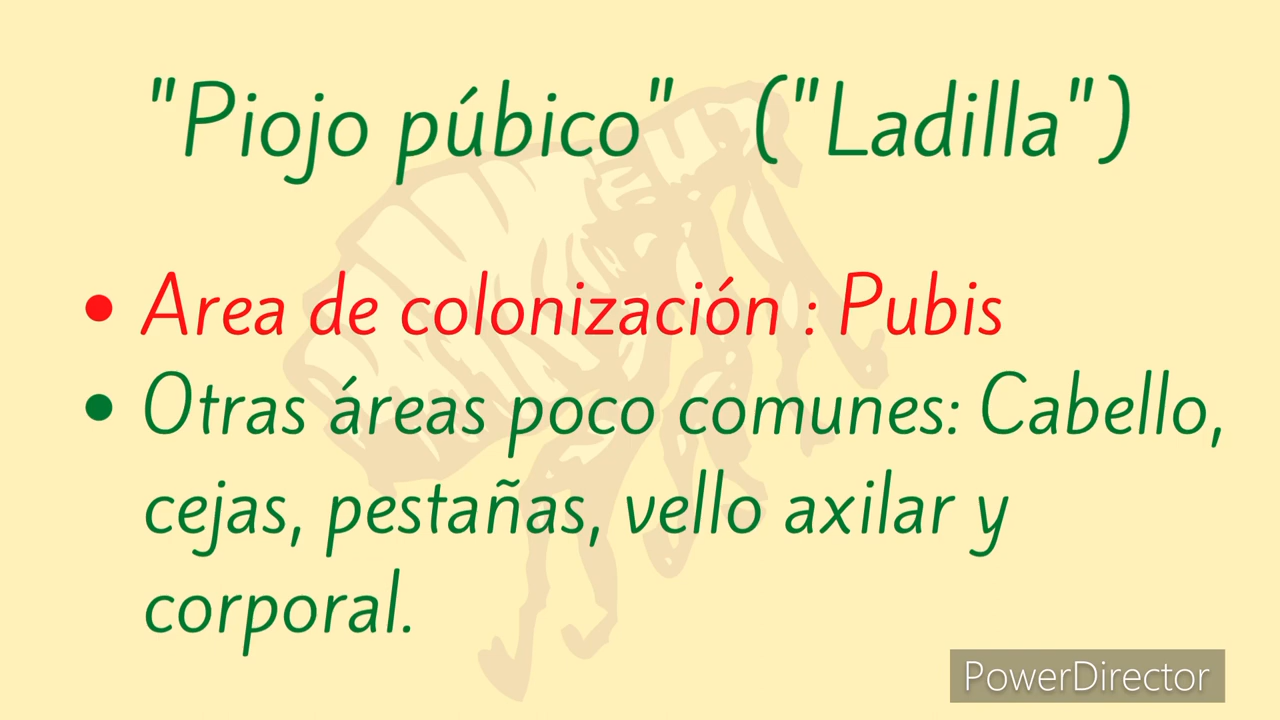 "Piojo púbico" ("Ladilla")
• Area de colonización : Pubis
• Otras áreas poco comunes: Cabello,
cejas, pestañas, vello axilar y
corporal.
PowerDirector